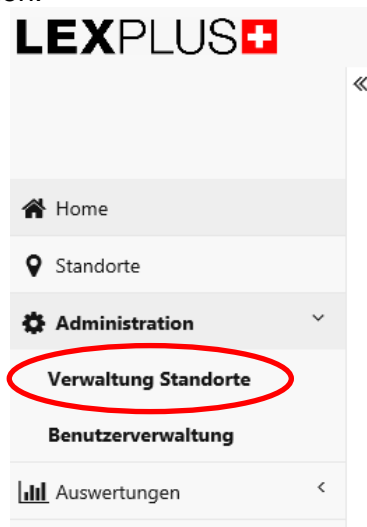 LEXPLUS
Home
Standorte
Administration
Verwaltung Standorte
Benutzerverwaltung
Auswertungen